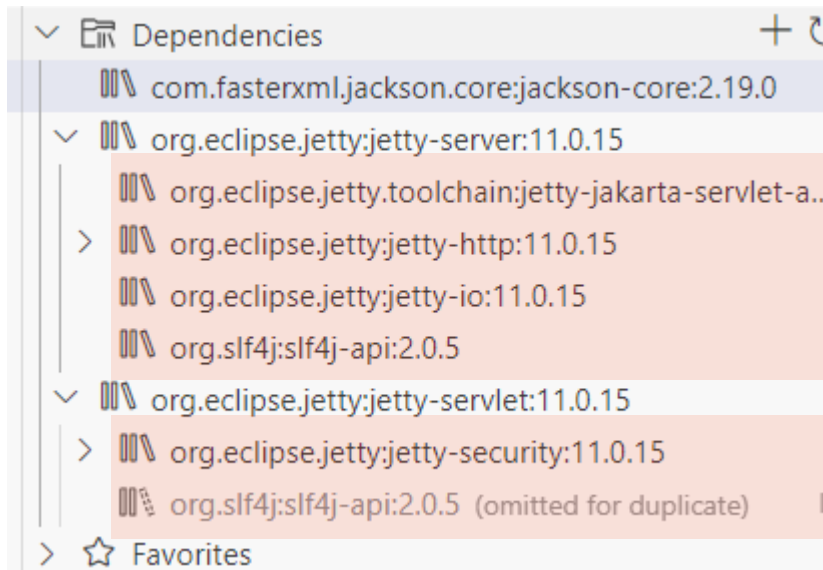 Dependencies
com.fasterxml.jackson.core:jackson-core:2.19.0
org.eclipse.jetty:jetty-server:11.0.15
org.eclipse.jetty.toolchain:jetty-jakarta-servlet-a...
org.eclipse.jetty:jetty-http:11.0.15
org.eclipse.jetty:jetty-io:11.0.15
org.slf4j:slf4j-api:2.0.5
org.eclipse.jetty:jetty-servlet:11.0.15
org.eclipse.jetty:jetty-security:11.0.15
org.slf4j:slf4j-api:2.0.5 (omitted for duplicate)
Favorites